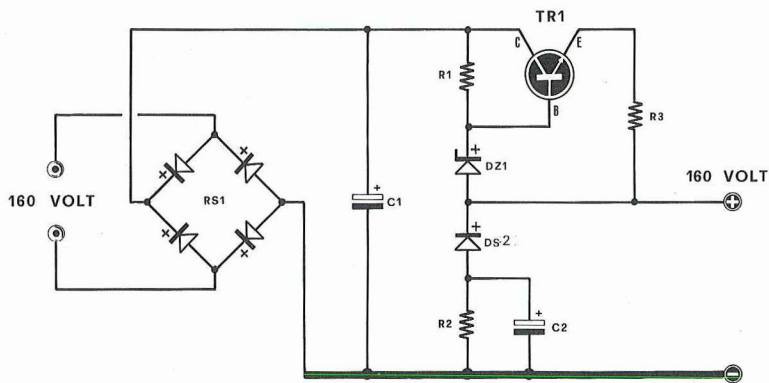 TR1
C
E
B
R1
R3
+
DZ1
160 VOLT
160 VOLT
RS1
+
C1
+
DS·2
+
R2
+
C2
-